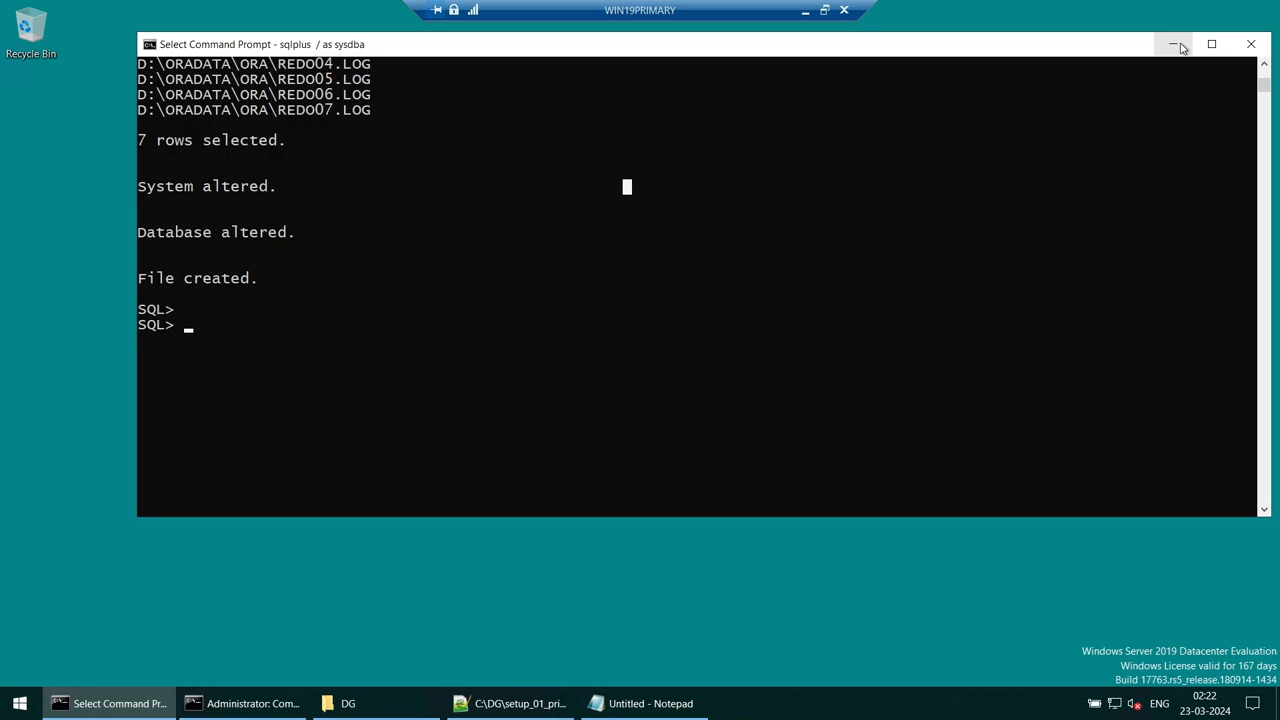 WIN19PRIMARY
Recycle Bin
Select Command Prompt - sqlplus / as sysdba
D:\ORADATA\ORA\REDO04.LOG
D:\ORADATA\ORA\REDO05.LOG
D:\ORADATA\ORA\REDO06.LOG
D:\ORADATA\ORA\REDO07.LOG
7 rows selected.
System altered.
Database altered.
File created.
SQL>
SQL>
Windows Server 2019 Datacenter Evaluation
Windows License valid for 167 days
Build 17763.rs5_release.180914-1434
Select Command Pr...
Administrator: Com...
DG
C:\DG\setup_01_pri...
Untitled - Notepad
ENG
02:22
23-03-2024